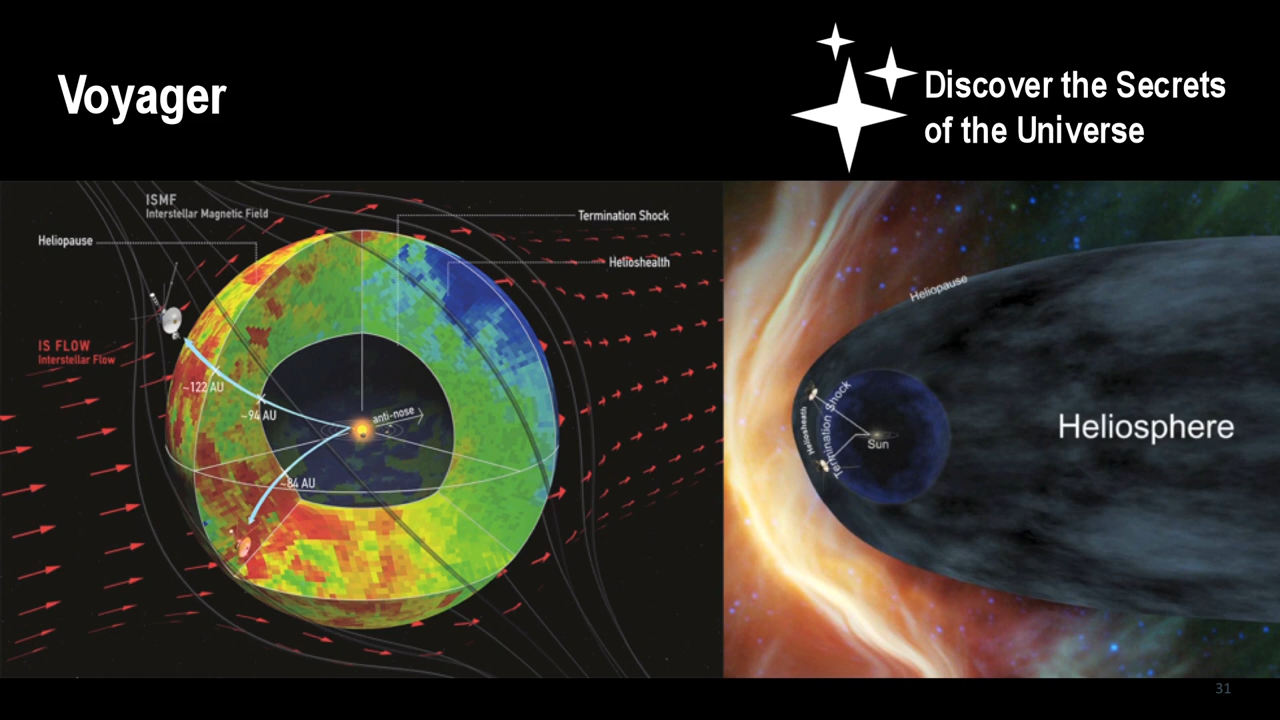 Voyager
Discover the Secrets
of the Universe
ISMF
Interstellar Magnetic Field
Termination Shock
Heliopause
, Helioshealth
IS FLOW
Interstellar Flow
~122 AU
~94 AU
anti-nose
~84 AU
Heliopause
Termination Shock
Heliosheath
Sun
Heliosphere
31